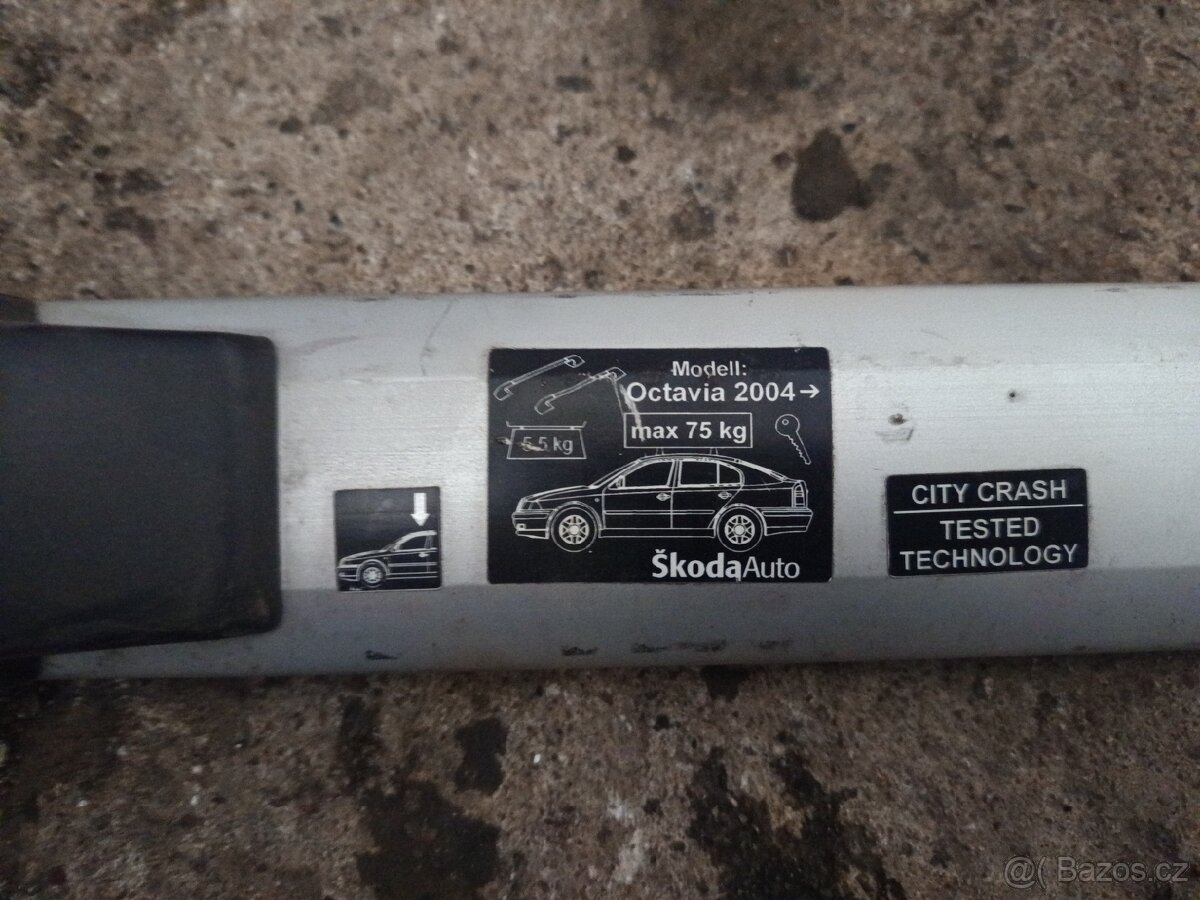 Modell:
Octavia 2004→
max 75 kg
5.5 kg
ŠkodaAuto
CITY CRASH
TESTED
TECHNOLOGY
@( Bazos.cz